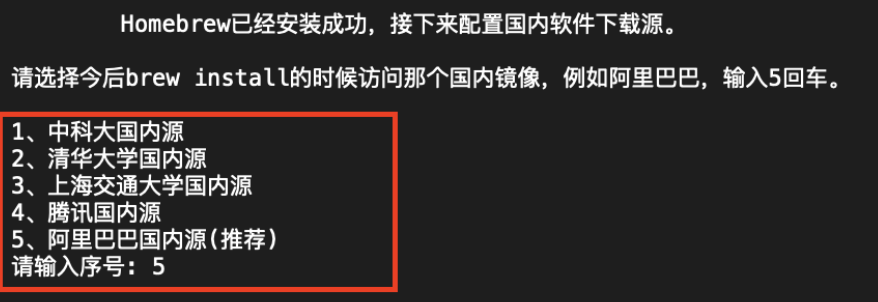 Homebrew已经安装成功，接下来配置国内软件下载源。
请选择今后brew install的时候访问那个国内镜像，例如阿里巴巴，输入5回车。
1、中科大国内源
2、清华大学国内源
3、上海交通大学国内源
4、腾讯国内源
5、阿里巴巴国内源(推荐)
请输入序号: 5